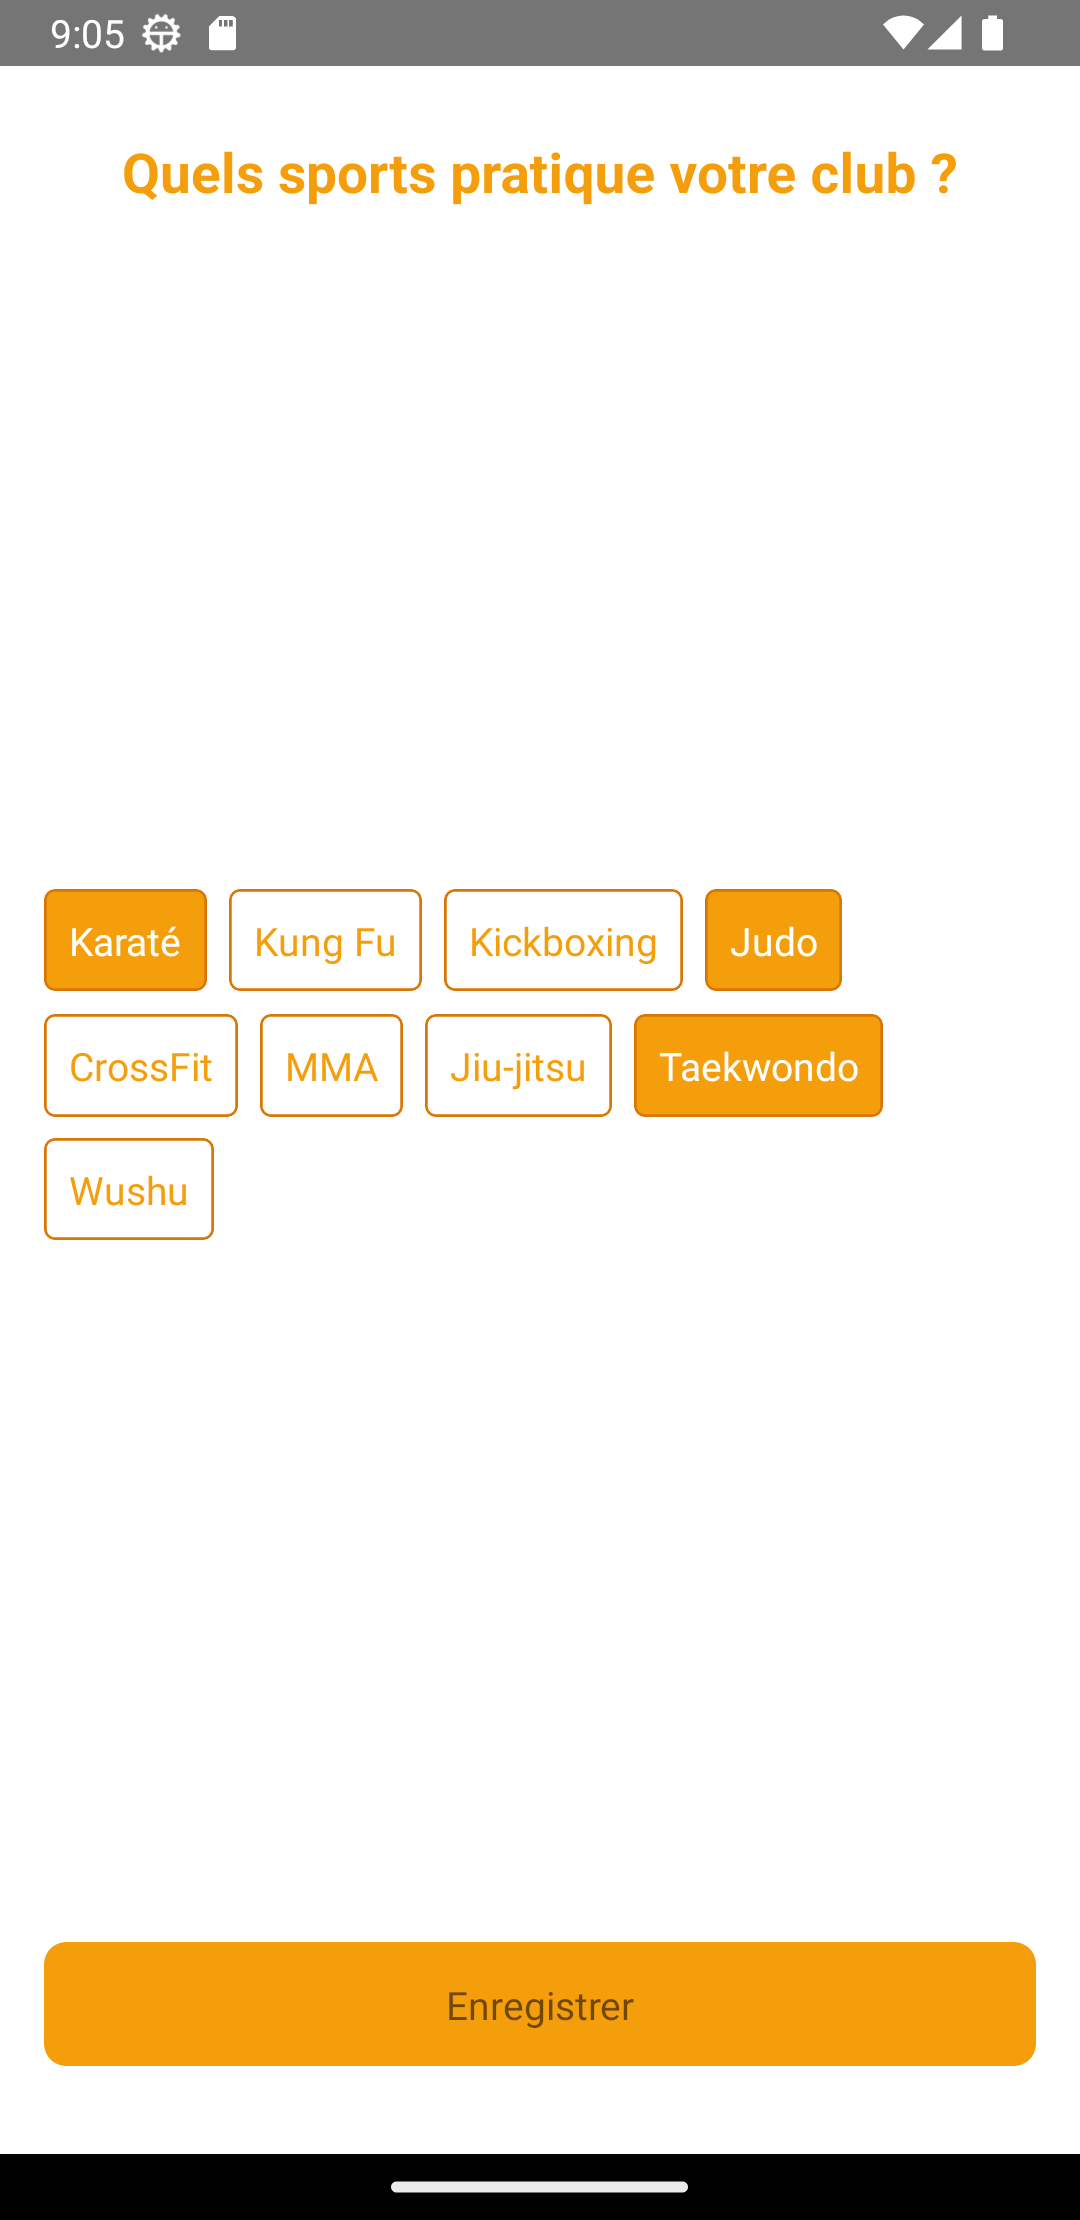 9:05
Quels sports pratique votre club ?
Karaté Kung Fu Kickboxing Judo
CrossFit MMA Jiu-jitsu Taekwondo
Wushu
Enregistrer